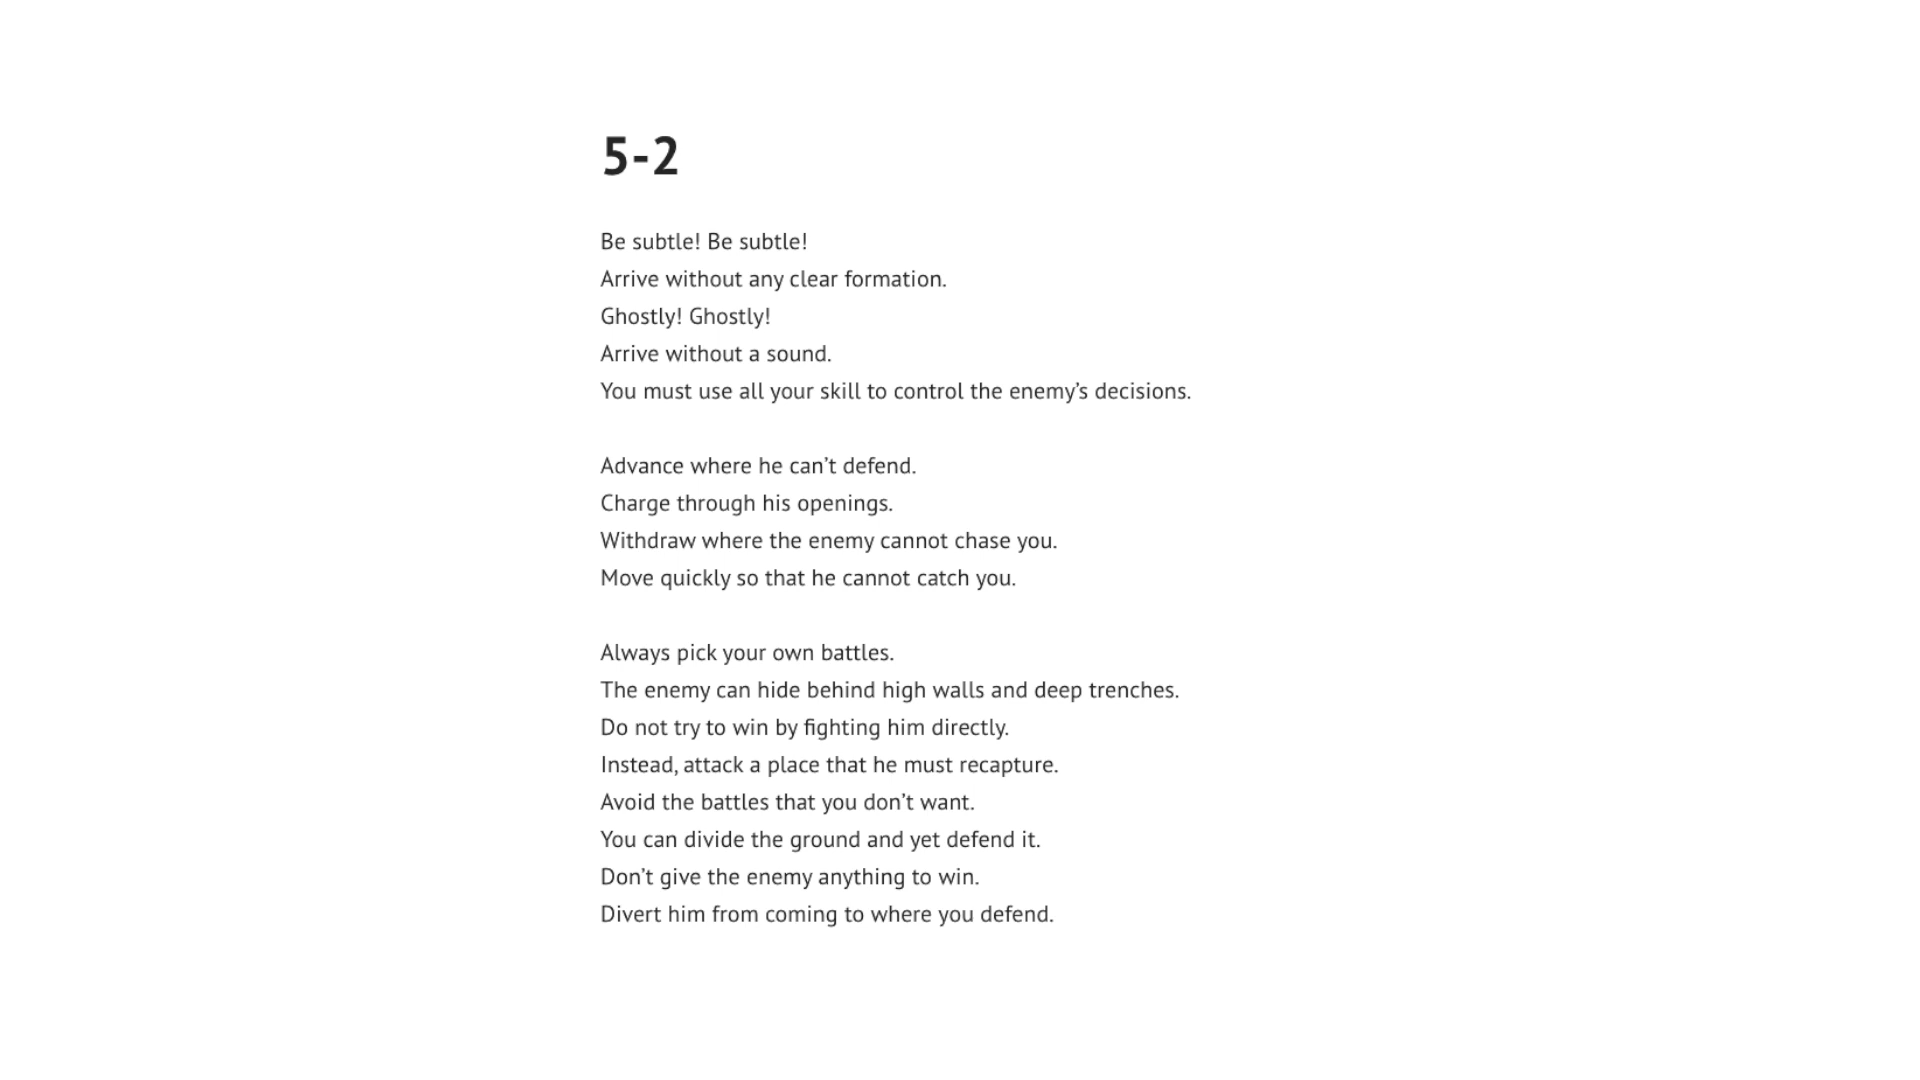 5-2
Be subtle! Be subtle!
Arrive without any clear formation.
Ghostly! Ghostly!
Arrive without a sound.
You must use all your skill to control the enemy’s decisions.
Advance where he can’t defend.
Charge through his openings.
Withdraw where the enemy cannot chase you.
Move quickly so that he cannot catch you.
Always pick your own battles.
The enemy can hide behind high walls and deep trenches.
Do not try to win by fighting him directly.
Instead, attack a place that he must recapture.
Avoid the battles that you don’t want.
You can divide the ground and yet defend it.
Don’t give the enemy anything to win.
Divert him from coming to where you defend.